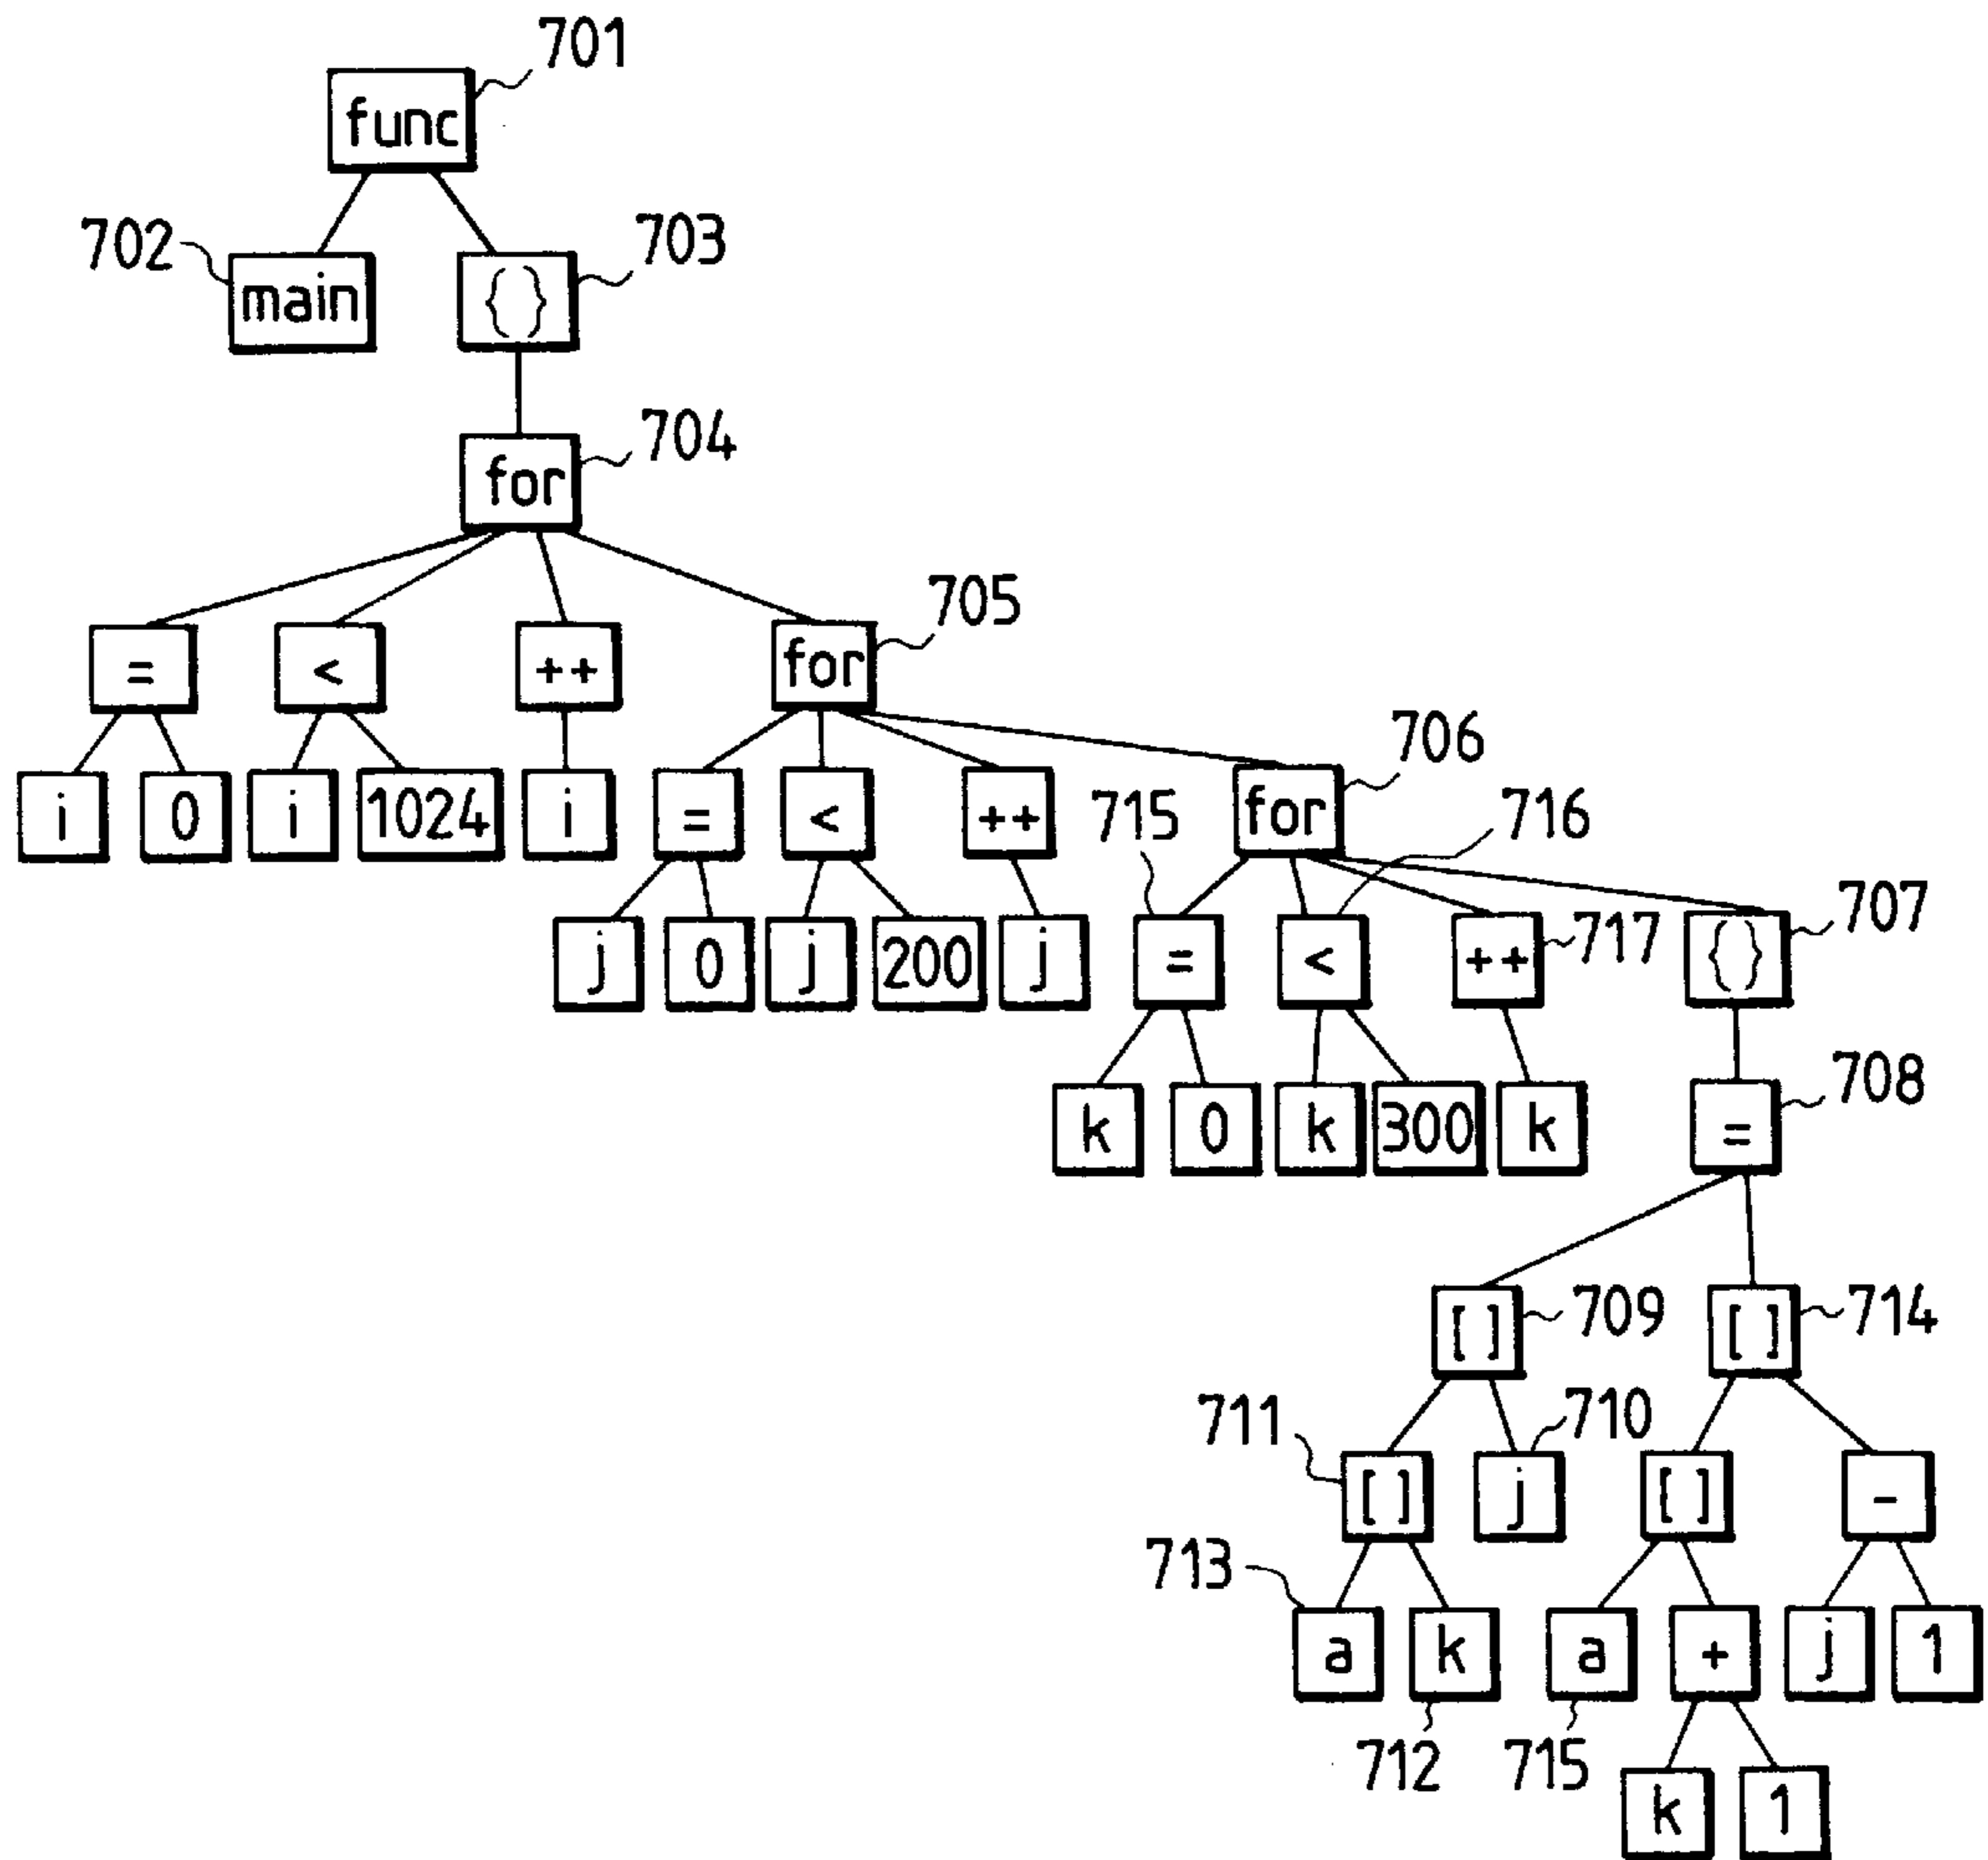 701
func
702 703
main {}
704
for
705
= < ++ for
706
i 0 i 1024 i = < ++ 715 for 716
707
j 0 j 200 j = < ++ 717 {}
708
k 0 k 300 k =
[ ] 709 [ ] 714
711 710
[ ] j [ ] -
713
a k a + j 1
712 715
k 1